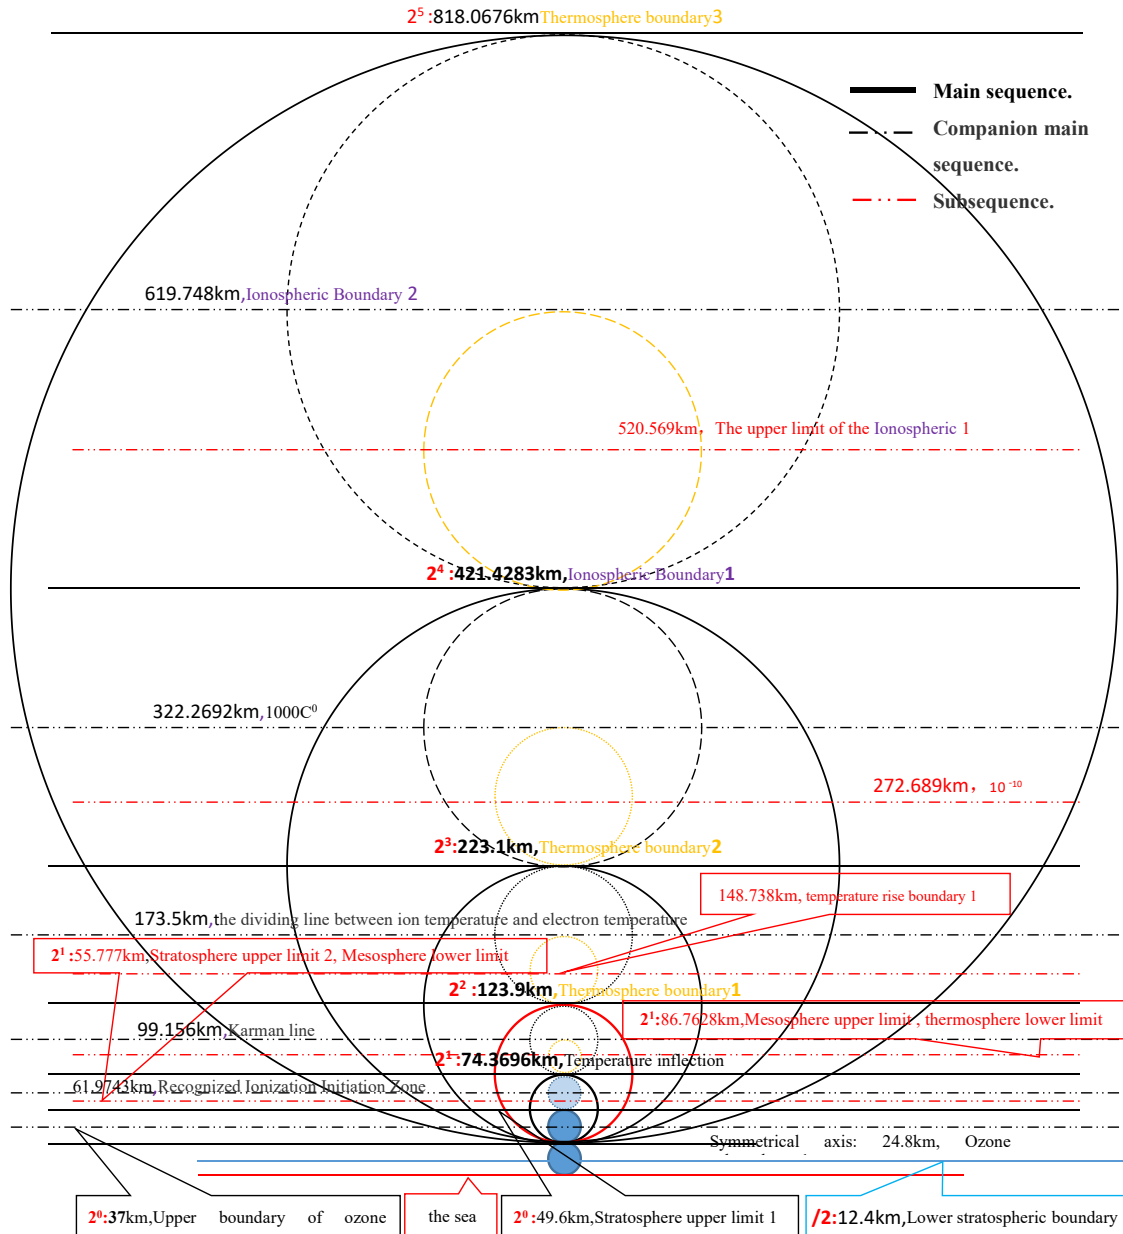 2⁵ :818.0676kmThermosphere boundary3
Main sequence.
Companion main
sequence.
Subsequence.
619.748km,Ionospheric Boundary 2
520.569km，The upper limit of the Ionospheric 1
2⁴ :421.4283km,Ionospheric Boundary1
322.2692km,1000C⁰
272.689km，10 ⁻¹⁰
2³:223.1km,Thermosphere boundary2
148.738km, temperature rise boundary 1
173.5km,the dividing line between ion temperature and electron temperature
2¹ :55.777km,Stratosphere upper limit 2, Mesosphere lower limit
2² :123.9km,Thermosphere boundary1
2¹:86.7628km,Mesosphere upper limit , thermosphere lower limit
99.156km,Karman line
2¹:74.3696km,Temperature inflection
61.9743km,Recognized Ionization Initiation Zone
Symmetrical axis: 24.8km, Ozone
2⁰:37km,Upper boundary of ozone
the sea
2⁰:49.6km,Stratosphere upper limit 1
/2:12.4km,Lower stratospheric boundary